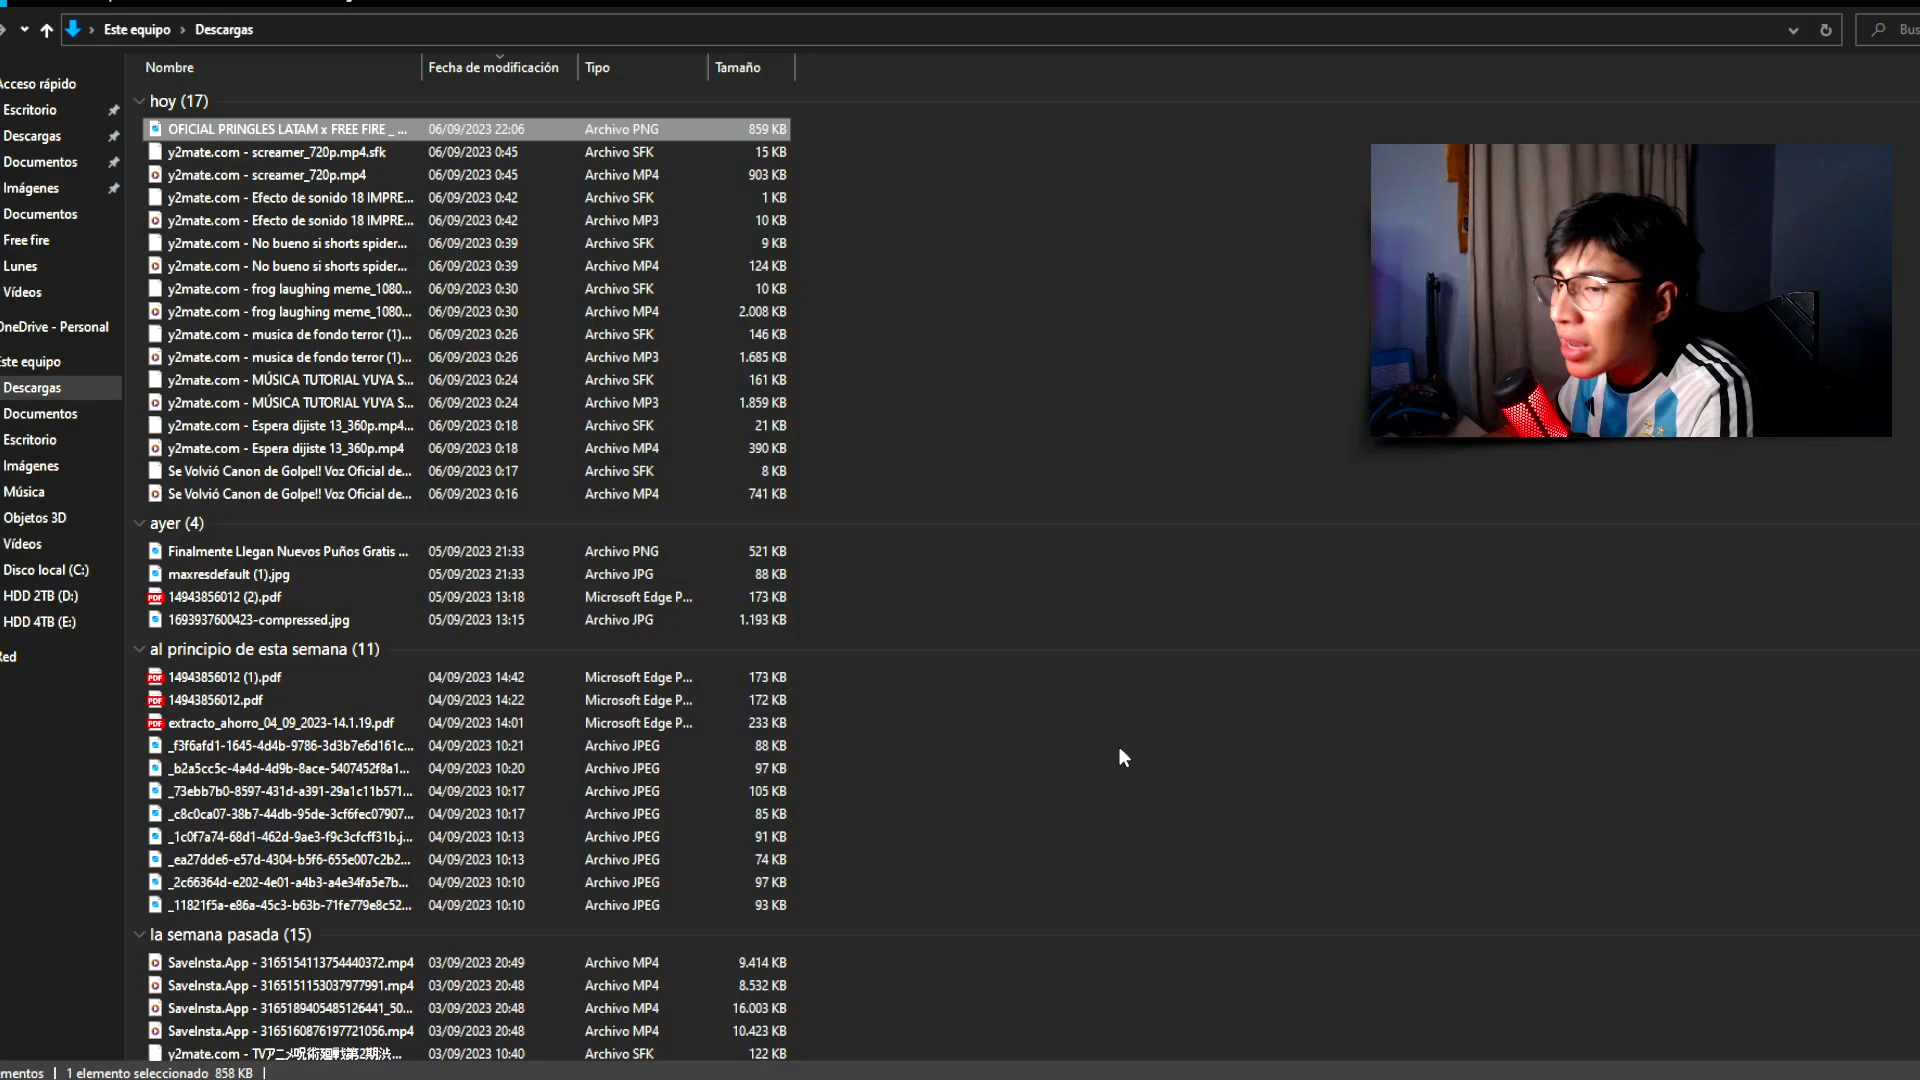 Este equipo > Descargas
Bus
Nombre Fecha de modificación Tipo Tamaño
hoy (17)
OFICIAL PRINGLES LATAM x FREE FIRE _ ... 06/09/2023 22:06 Archivo PNG 859 KB
y2mate.com - screamer_720p.mp4.sfk 06/09/2023 0:45 Archivo SFK 15 KB
y2mate.com - screamer_720p.mp4 06/09/2023 0:45 Archivo MP4 903 KB
y2mate.com - Efecto de sonido 18 IMPRE... 06/09/2023 0:42 Archivo SFK 1 KB
y2mate.com - Efecto de sonido 18 IMPRE... 06/09/2023 0:42 Archivo MP3 10 KB
y2mate.com - No bueno si shorts spider... 06/09/2023 0:39 Archivo SFK 9 KB
y2mate.com - No bueno si shorts spider... 06/09/2023 0:39 Archivo MP4 124 KB
y2mate.com - frog laughing meme_1080... 06/09/2023 0:30 Archivo SFK 10 KB
y2mate.com - frog laughing meme_1080... 06/09/2023 0:30 Archivo MP4 2.008 KB
y2mate.com - musica de fondo terror (1)... 06/09/2023 0:26 Archivo SFK 146 KB
y2mate.com - musica de fondo terror (1)... 06/09/2023 0:26 Archivo MP3 1.685 KB
y2mate.com - MÚSICA TUTORIAL YUYA S... 06/09/2023 0:24 Archivo SFK 161 KB
y2mate.com - MÚSICA TUTORIAL YUYA S... 06/09/2023 0:24 Archivo MP3 1.859 KB
y2mate.com - Espera dijiste 13_360p.mp4... 06/09/2023 0:18 Archivo SFK 21 KB
y2mate.com - Espera dijiste 13_360p.mp4 06/09/2023 0:18 Archivo MP4 390 KB
Se Volvió Canon de Golpe!! Voz Oficial de... 06/09/2023 0:17 Archivo SFK 8 KB
Se Volvió Canon de Golpe!! Voz Oficial de... 06/09/2023 0:16 Archivo MP4 741 KB
ayer (4)
Finalmente Llegan Nuevos Puños Gratis ... 05/09/2023 21:33 Archivo PNG 521 KB
maxresdefault (1).jpg 05/09/2023 21:33 Archivo JPG 88 KB
14943856012 (2).pdf 05/09/2023 13:18 Microsoft Edge P... 173 KB
1693937600423-compressed.jpg 05/09/2023 13:15 Archivo JPG 1.193 KB
al principio de esta semana (11)
14943856012 (1).pdf 04/09/2023 14:42 Microsoft Edge P... 173 KB
14943856012.pdf 04/09/2023 14:22 Microsoft Edge P... 172 KB
extracto_ahorro_04_09_2023-14.1.19.pdf 04/09/2023 14:01 Microsoft Edge P... 233 KB
_f3f6afd1-1645-4d4b-9786-3d3b7e6d161c... 04/09/2023 10:21 Archivo JPEG 88 KB
_b2a5cc5c-4a4d-4d9b-8ace-5407452f8a1... 04/09/2023 10:20 Archivo JPEG 97 KB
_73ebb7b0-8597-431d-a391-29a1c11b571... 04/09/2023 10:17 Archivo JPEG 105 KB
_c8c0ca07-38b7-44db-95de-3cf6fec07907... 04/09/2023 10:17 Archivo JPEG 85 KB
_1c0f7a74-68d1-462d-9ae3-f9c3cfcff31b.j... 04/09/2023 10:13 Archivo JPEG 91 KB
_ea27dde6-e57d-4304-b5f6-655e007c2b2... 04/09/2023 10:13 Archivo JPEG 74 KB
_2c66364d-e202-4e01-a4b3-a4e34fa5e7b... 04/09/2023 10:10 Archivo JPEG 97 KB
_11821f5a-e86a-45c3-b63b-71fe779e8c52... 04/09/2023 10:10 Archivo JPEG 93 KB
la semana pasada (15)
SaveInsta.App - 3165154113754440372.mp4 03/09/2023 20:49 Archivo MP4 9.414 KB
SaveInsta.App - 3165151153037977991.mp4 03/09/2023 20:48 Archivo MP4 8.532 KB
SaveInsta.App - 3165189405485126441_50... 03/09/2023 20:48 Archivo MP4 16.003 KB
SaveInsta.App - 3165160876197721056.mp4 03/09/2023 20:48 Archivo MP4 10.423 KB
y2mate.com - TVアニメ呪術廻戦第2期渋... 03/09/2023 10:40 Archivo SFK 122 KB
Acceso rápido
Escritorio
Descargas
Documentos
Imágenes
Documentos
Free fire
Lunes
Vídeos
OneDrive - Personal
Este equipo
Descargas
Documentos
Escritorio
Imágenes
Música
Objetos 3D
Vídeos
Disco local (C:)
HDD 2TB (D:)
HDD 4TB (E:)
Red
ementos | 1 elemento seleccionado 858 KB |